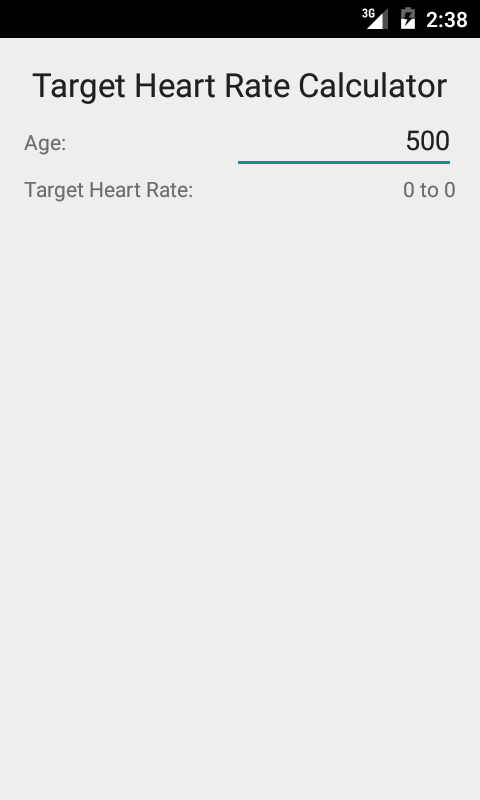 3G 2:38
Target Heart Rate Calculator
Age: 500
Target Heart Rate: 0 to 0